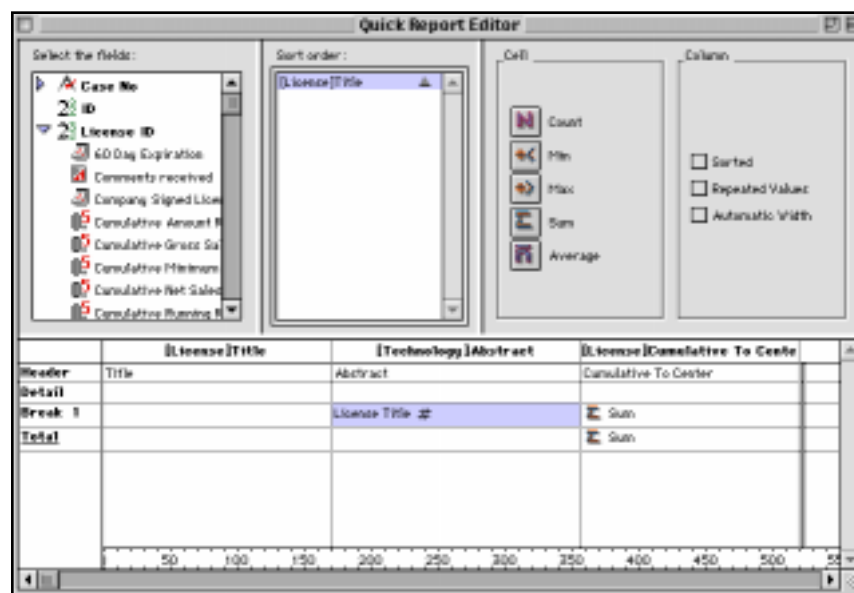 Quick Report Editor
Select the fields:
Sort order:
Cell
Column
Case No
ID
License ID
60 Day Expiration
Comments received
Company Signed Licen
Cumulative Amount R
Cumulative Gross Sal
Cumulative Minimum
Cumulative Net Sales
Cumulative Running R
[License]Title
Count
Min
Max
Sum
Average
Sorted
Repeated Values
Automatic Width
[License]Title [Technology]Abstract [License]Cumulative To Cente
Header Title Abstract Cumulative To Center
Detail
Break 1 License Title # Sum
Total Sum
50 100 150 200 250 300 350 400 450 500 55